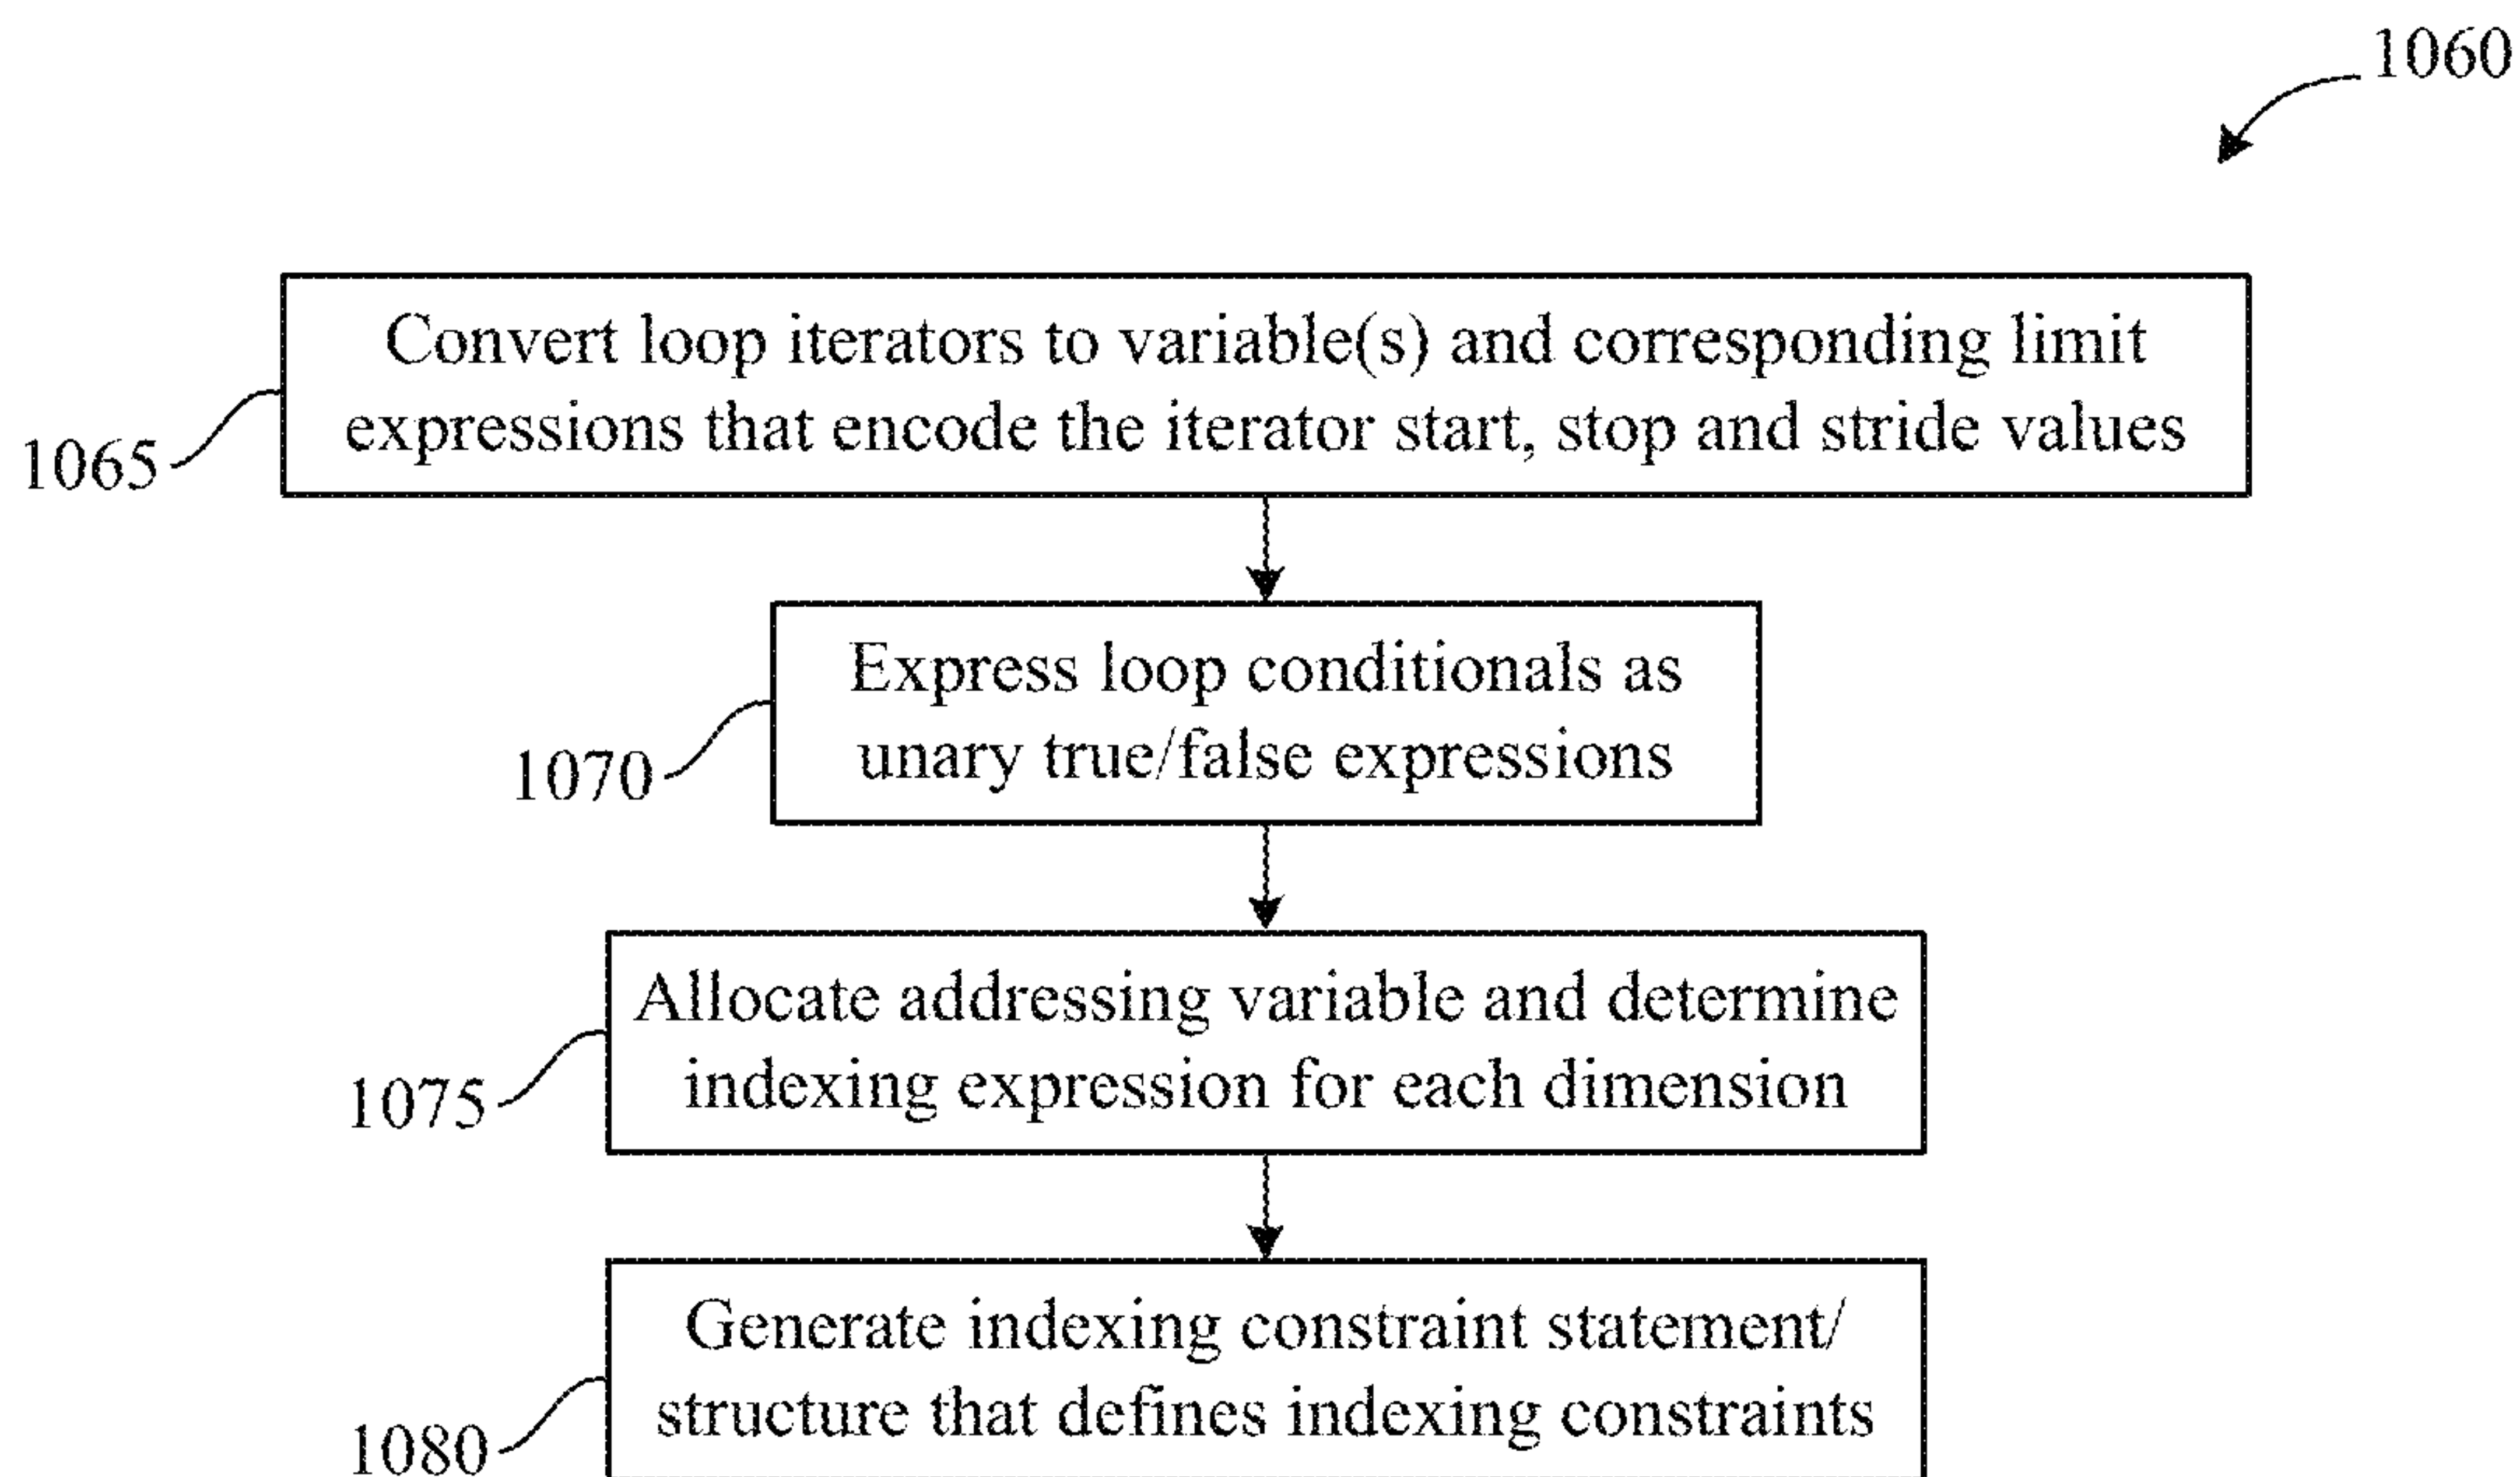 1060
Convert loop iterators to variable(s) and corresponding limit
expressions that encode the iterator start, stop and stride values
1065
Express loop conditionals as
unary true/false expressions
1070
Allocate addressing variable and determine
indexing expression for each dimension
1075
Generate indexing constraint statement/
structure that defines indexing constraints
1080